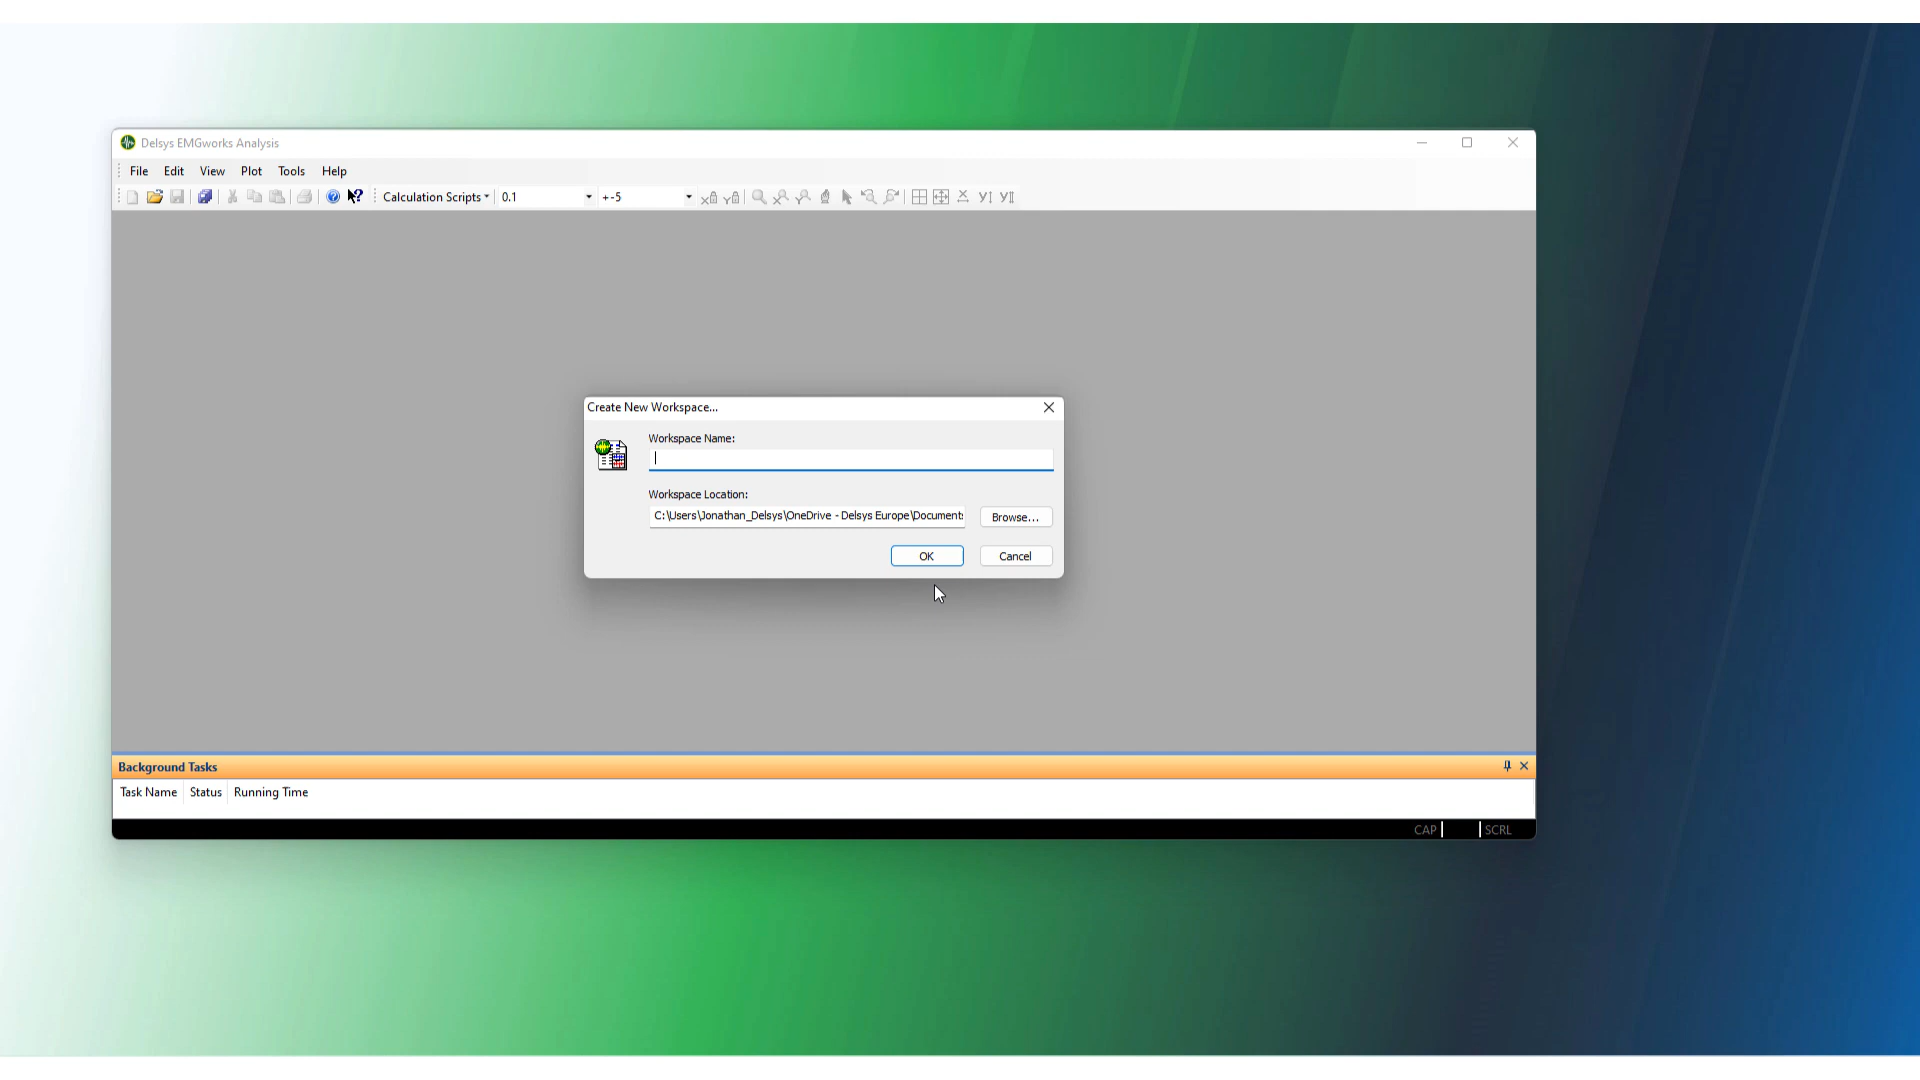 Delsys EMGworks Analysis
File Edit View Plot Tools Help
Calculation Scripts 0.1 +-5
Create New Workspace...
Workspace Name:
Workspace Location:
C:\Users\Jonathan_Delsys\OneDrive - Delsys Europe\Document
Browse...
OK Cancel
Background Tasks
Task Name Status Running Time
CAP SCRL